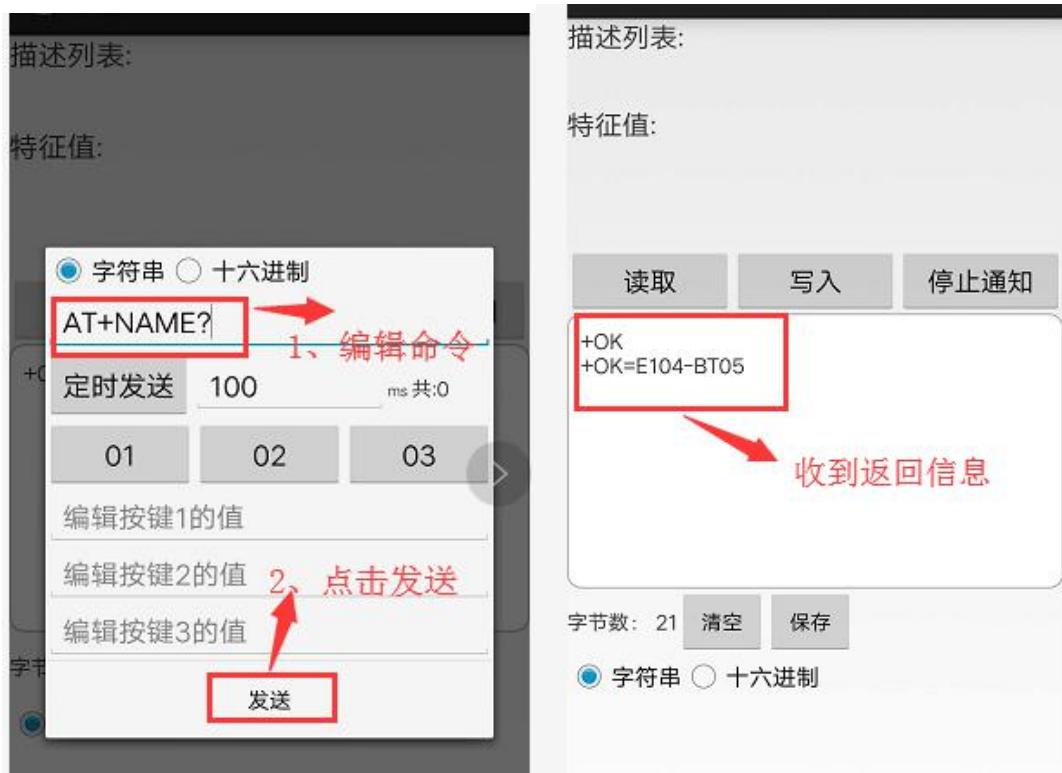 描述列表:
特征值:
字符串 十六进制
AT+NAME?
1、编辑命令
定时发送 100 ms 共:0
01 02 03
编辑按键1的值
编辑按键2的值
2、点击发送
编辑按键3的值
发送
描述列表:
特征值:
读取 写入 停止通知
+OK
+OK=E104-BT05
收到返回信息
字节数: 21 清空 保存
字符串 十六进制